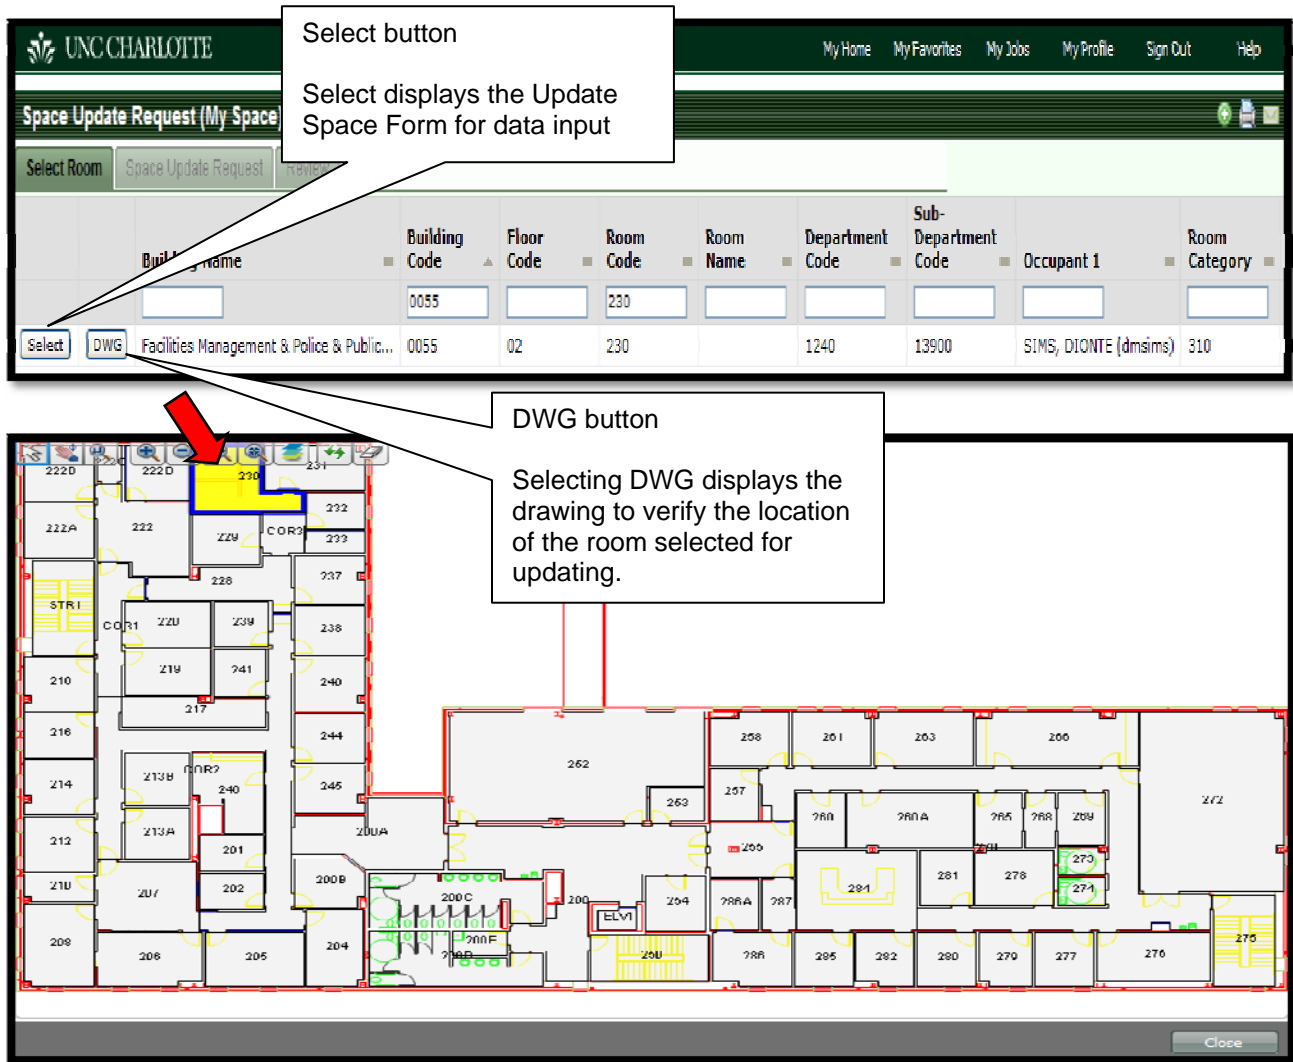 UNC CHARLOTTE
My Home My Favorites My Jobs My Profile Sign Out Help
Select button
Select displays the Update
Space Form for data input
Space Update Request (My Space)
Select Room Space Update Request Review
Building Name Building Code Floor Code Room Code Room Name Department Code Sub-Department Code Occupant 1 Room Category
0055 230
Select DWG Facilities Management & Police & Public... 0055 02 230 1240 13900 SIMS, DIONTE (dmsims) 310
DWG button
Selecting DWG displays the
drawing to verify the location
of the room selected for
updating.
222D 222D 230 231
232
222A 222 229 COR3 233
228 237
STR1
COR1 220 239 238
219 241
210 240
217
216 244
213B COR2
214 240 245
213A
212 201 200A
210 207 202 200B
208 206 205 204
252 253
258 261 263 266
257 272
260 260A 265 268 269
255
273
284 281 278 274
200C 200 254 286A 287
ELV1
200E
200D 250 286 285 282 280 279 277 276 275
Close